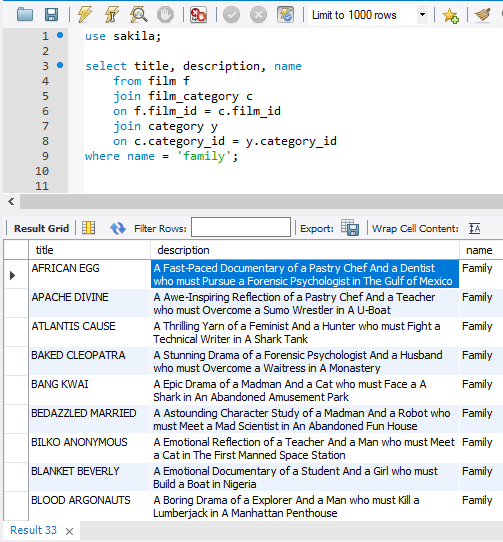 Limit to 1000 rows
1 use sakila;
2
3 select title, description, name
4 from film f
5 join film_category c
6 on f.film_id = c.film_id
7 join category y
8 on c.category_id = y.category_id
9 where name = 'family';
10
11
Result Grid Filter Rows: Export: Wrap Cell Content: IA
title description name
AFRICAN EGG A Fast-Paced Documentary of a Pastry Chef And a Dentist Family
who must Pursue a Forensic Psychologist in The Gulf of Mexico
APACHE DIVINE A Awe-Inspiring Reflection of a Pastry Chef And a Teacher Family
who must Overcome a Sumo Wrestler in A U-Boat
ATLANTIS CAUSE A Thrilling Yarn of a Feminist And a Hunter who must Fight a Family
Technical Writer in A Shark Tank
BAKED CLEOPATRA A Stunning Drama of a Forensic Psychologist And a Husband Family
who must Overcome a Waitress in A Monastery
BANG KWAI A Epic Drama of a Madman And a Cat who must Face a A Family
Shark in An Abandoned Amusement Park
BEDAZZLED MARRIED A Astounding Character Study of a Madman And a Robot who Family
must Meet a Mad Scientist in An Abandoned Fun House
BILKO ANONYMOUS A Emotional Reflection of a Teacher And a Man who must Meet Family
a Cat in The First Manned Space Station
BLANKET BEVERLY A Emotional Documentary of a Student And a Girl who must Family
Build a Boat in Nigeria
BLOOD ARGONAUTS A Boring Drama of a Explorer And a Man who must Kill a Family
Lumberjack in A Manhattan Penthouse
Result 33